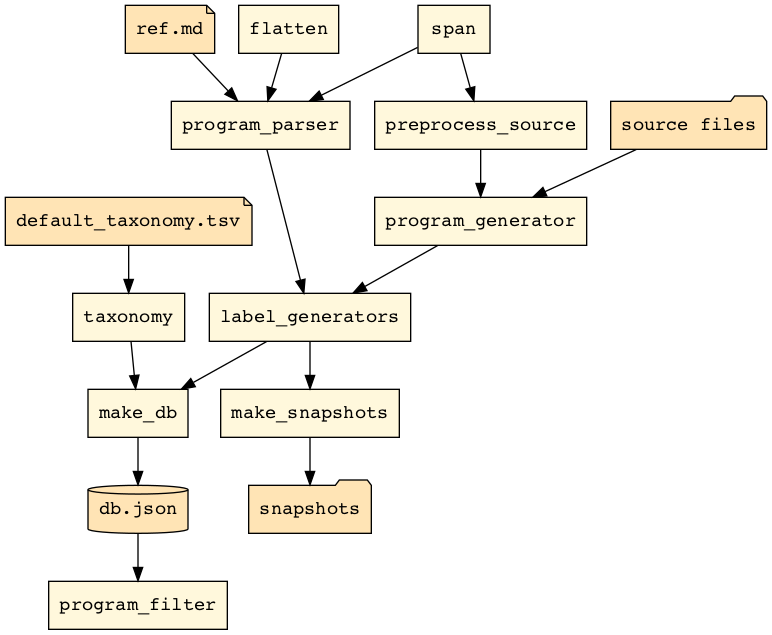 ref.md
flatten
span
program_parser
preprocess_source
source files
default_taxonomy.tsv
program_generator
taxonomy
label_generators
make_db
make_snapshots
db.json
snapshots
program_filter